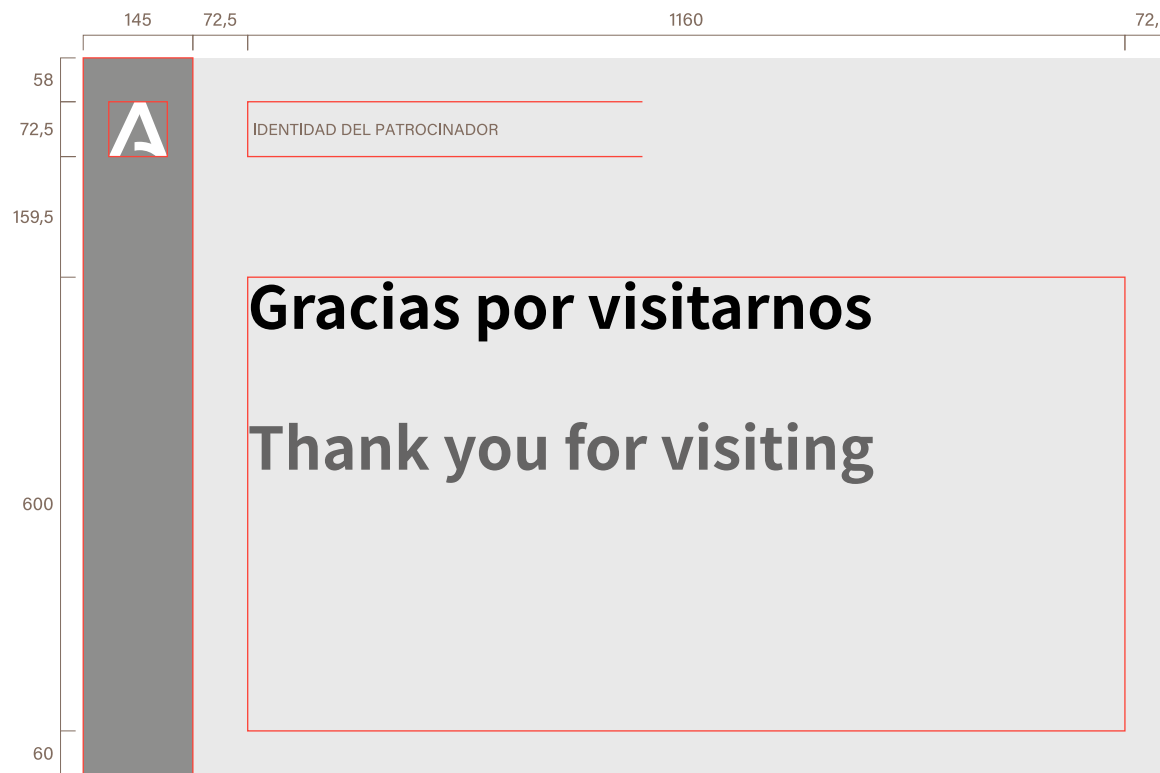 145 72,5 1160 72,
58
72,5 IDENTIDAD DEL PATROCINADOR
159,5
Gracias por visitarnos
Thank you for visiting
600
60